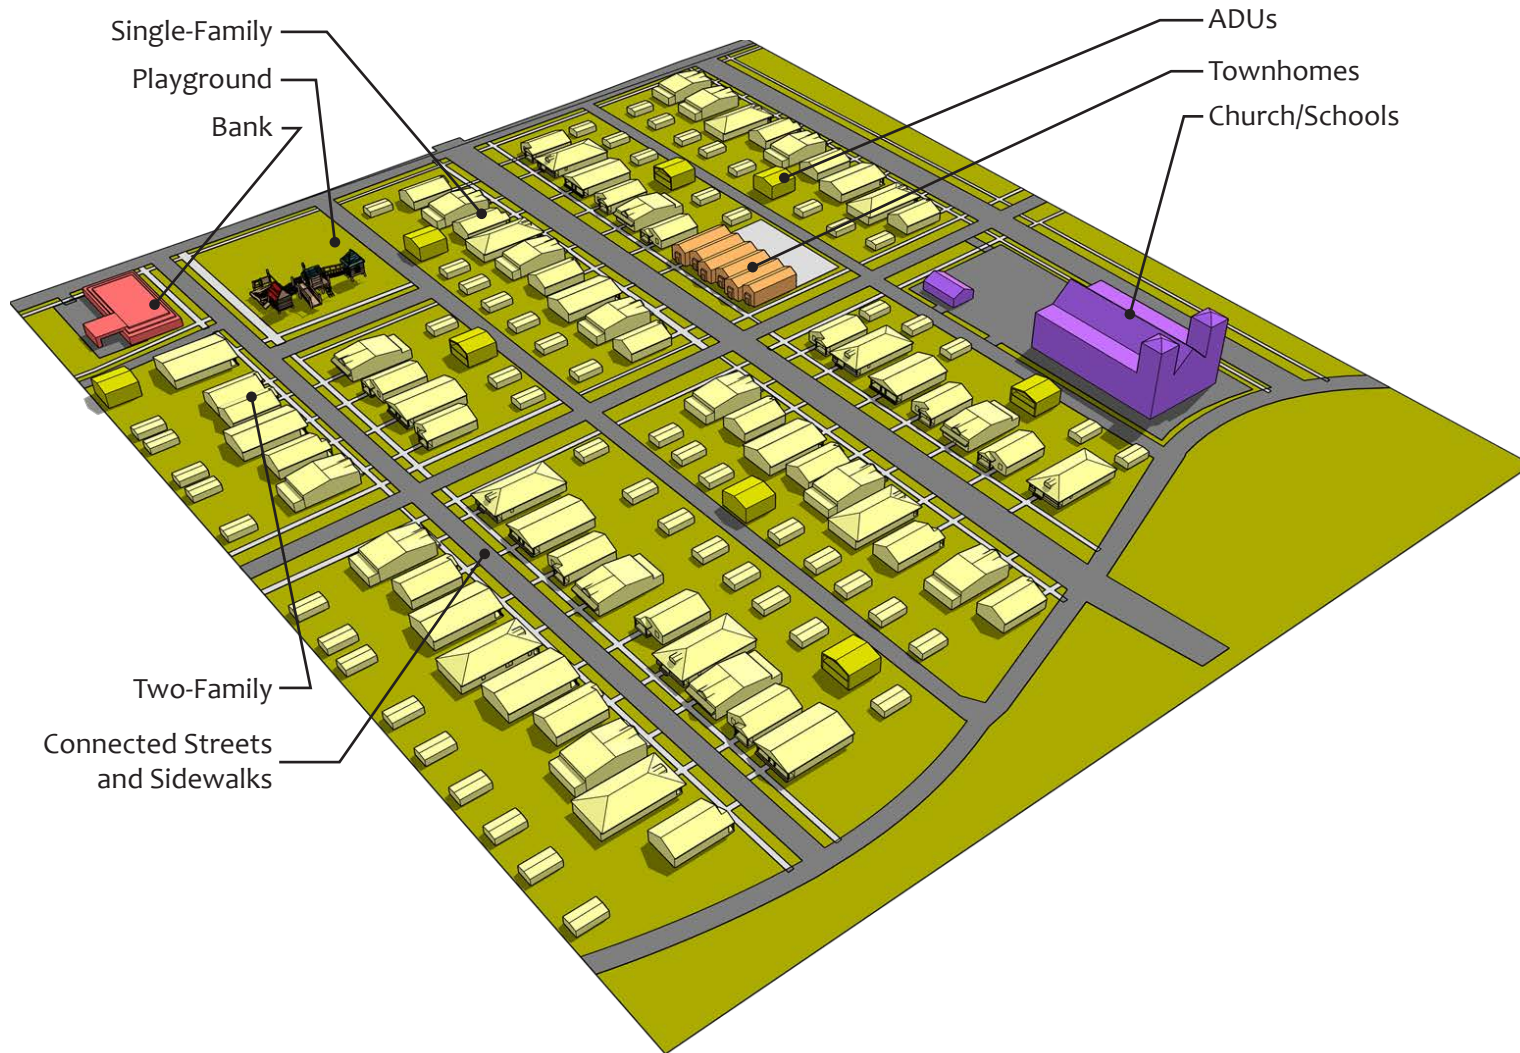 Single-Family
Playground
Bank
ADUs
Townhomes
Church/Schools
Two-Family
Connected Streets
and Sidewalks